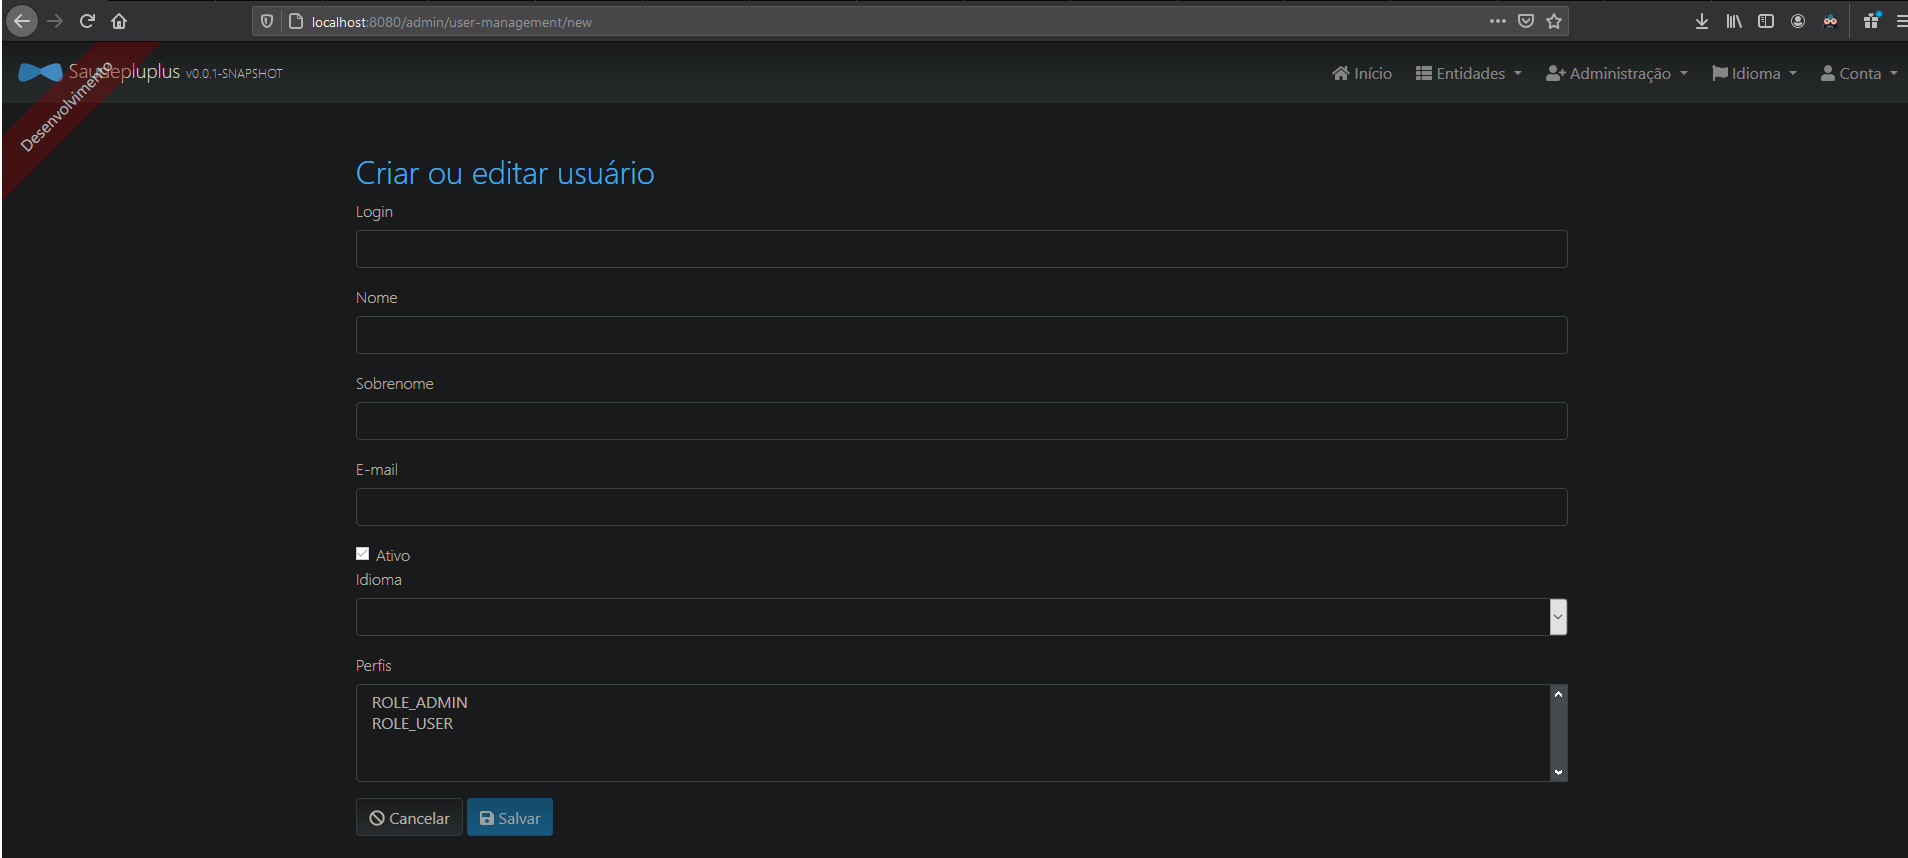 localhost:8080/admin/user-management/new
Saudepluplus v0.0.1-SNAPSHOT
Início Entidades Administração Idioma Conta
Desenvolvimento
Criar ou editar usuário
Login
Nome
Sobrenome
E-mail
Ativo
Idioma
Perfis
ROLE_ADMIN
ROLE_USER
Cancelar Salvar